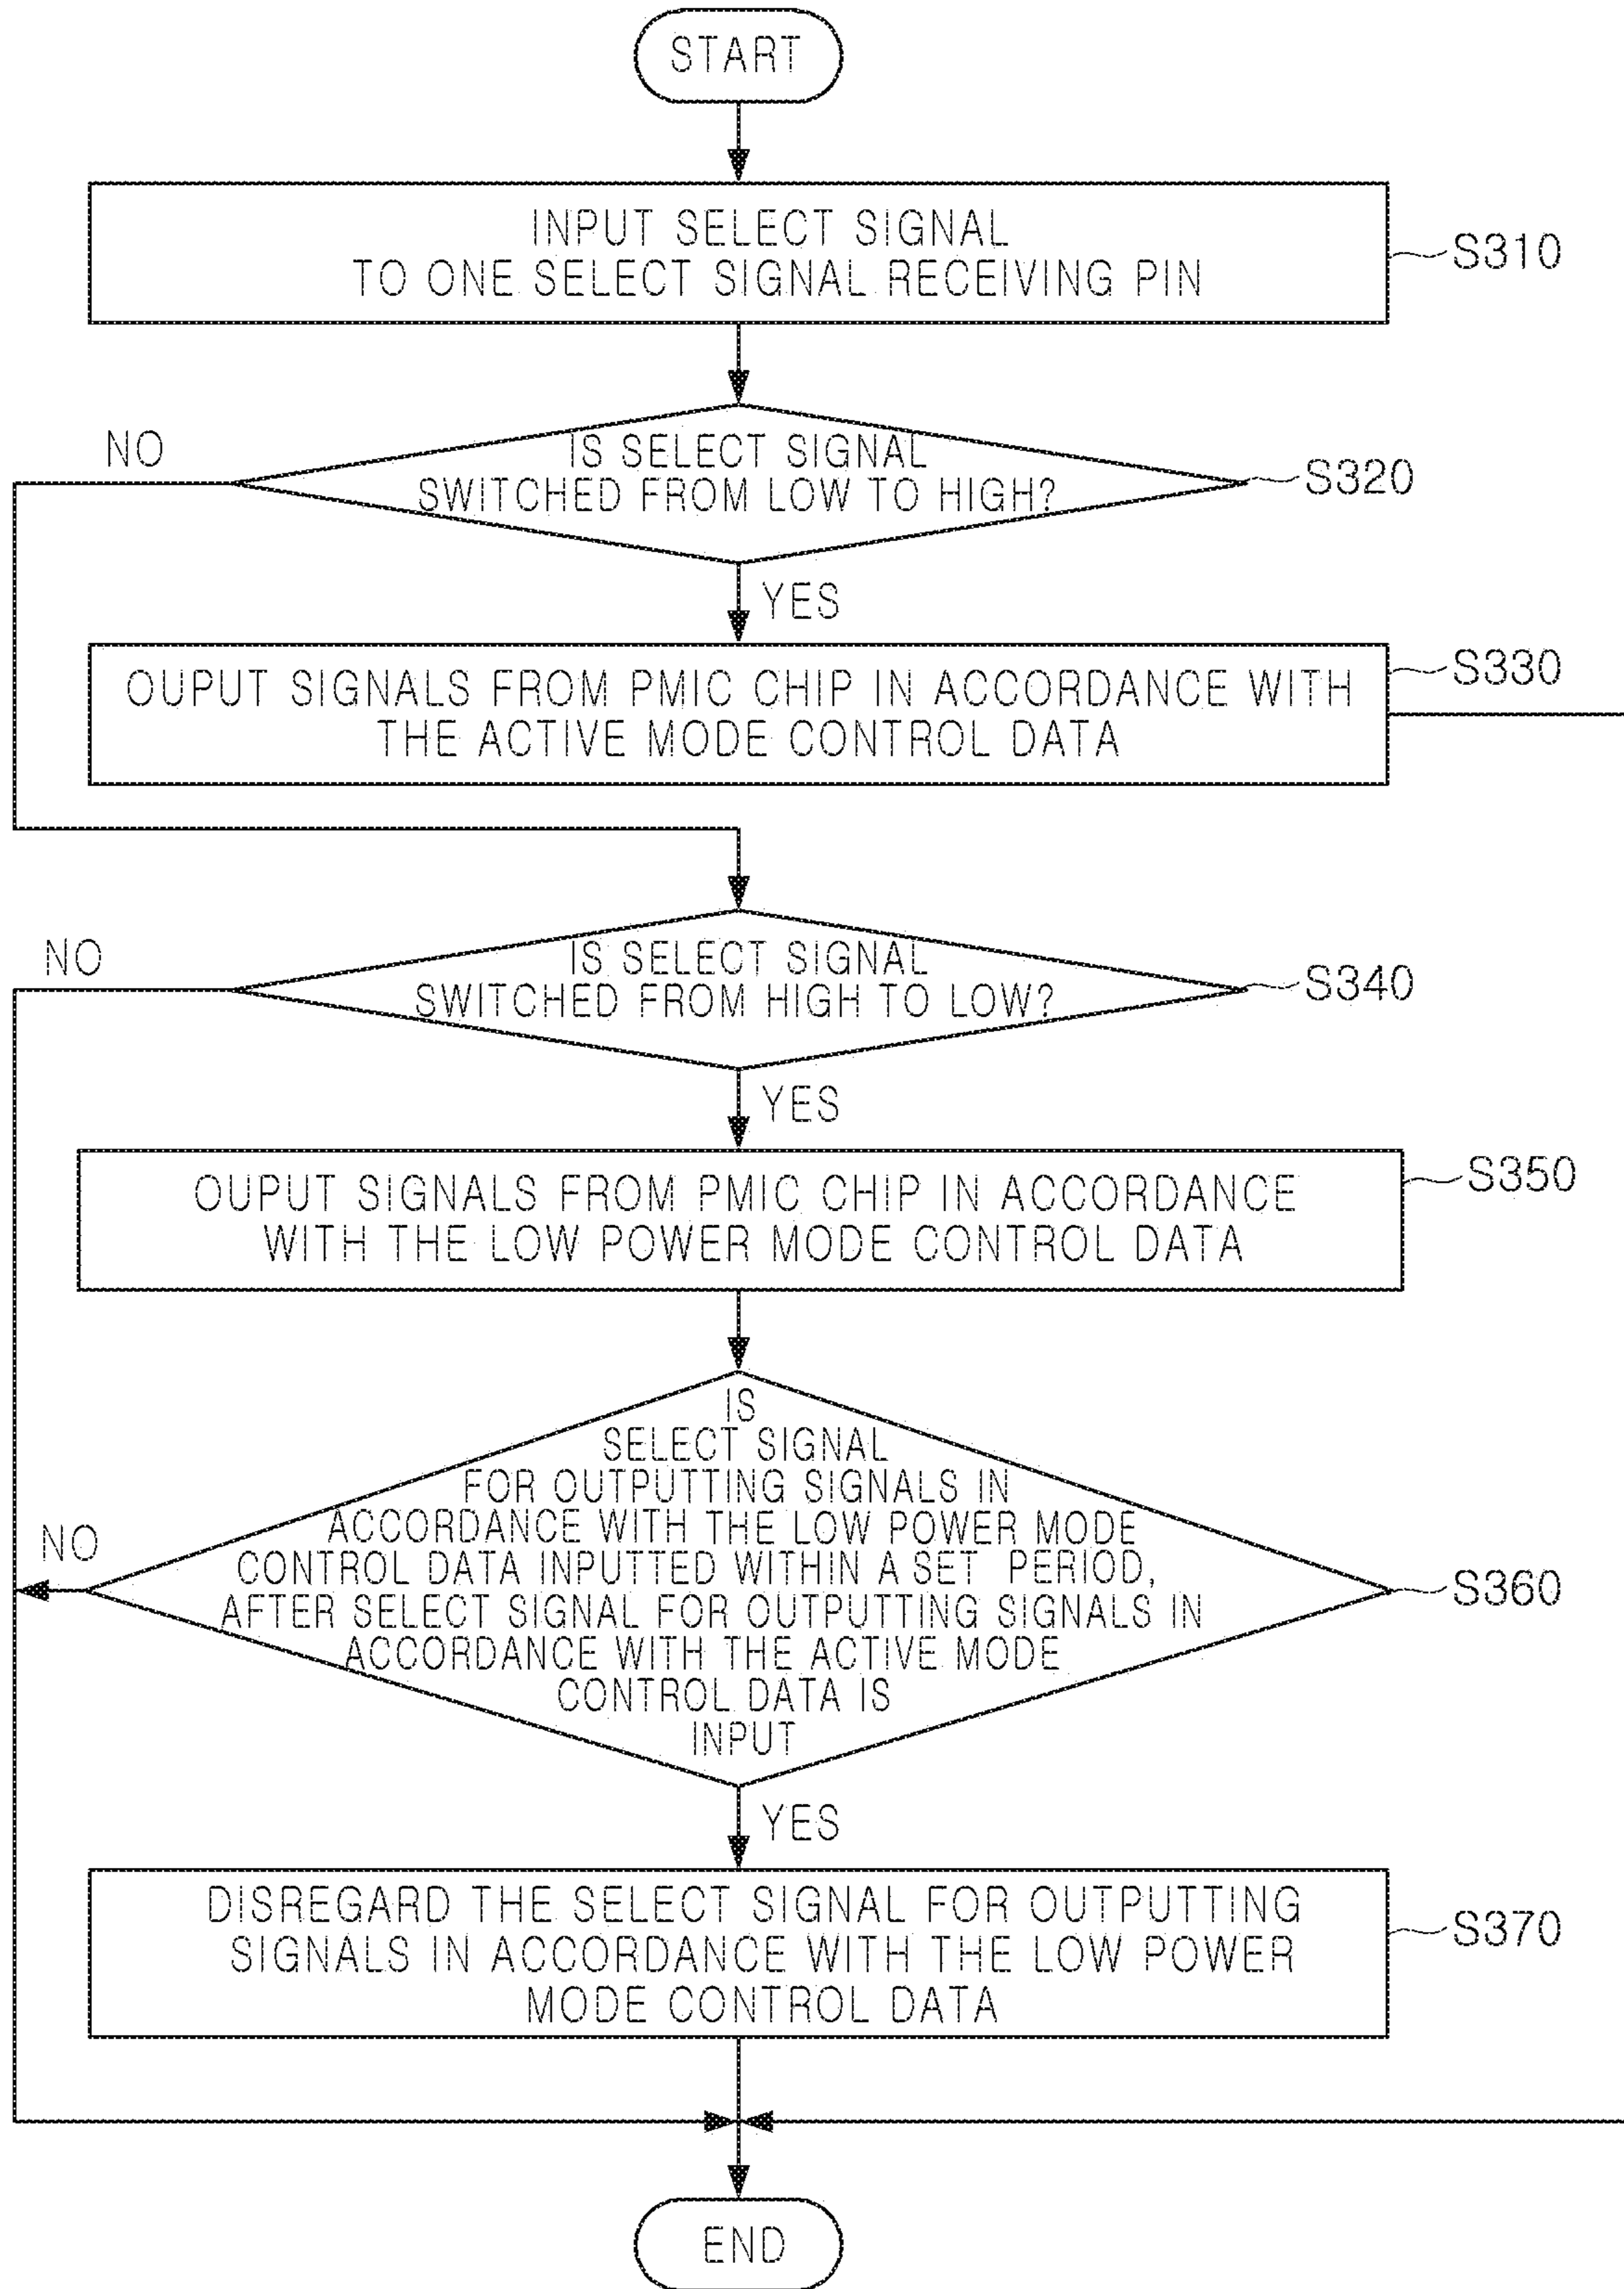 START
INPUT SELECT SIGNAL
TO ONE SELECT SIGNAL RECEIVING PIN
S310
NO
IS SELECT SIGNAL
SWITCHED FROM LOW TO HIGH?
S320
YES
OUPUT SIGNALS FROM PMIC CHIP IN ACCORDANCE WITH
THE ACTIVE MODE CONTROL DATA
S330
NO
IS SELECT SIGNAL
SWITCHED FROM HIGH TO LOW?
S340
YES
OUPUT SIGNALS FROM PMIC CHIP IN ACCORDANCE
WITH THE LOW POWER MODE CONTROL DATA
S350
NO
IS
SELECT SIGNAL
FOR OUTPUTTING SIGNALS IN
ACCORDANCE WITH THE LOW POWER MODE
CONTROL DATA INPUTTED WITHIN A SET PERIOD,
AFTER SELECT SIGNAL FOR OUTPUTTING SIGNALS IN
ACCORDANCE WITH THE ACTIVE MODE
CONTROL DATA IS
INPUT
S360
YES
DISREGARD THE SELECT SIGNAL FOR OUTPUTTING
SIGNALS IN ACCORDANCE WITH THE LOW POWER
MODE CONTROL DATA
S370
END